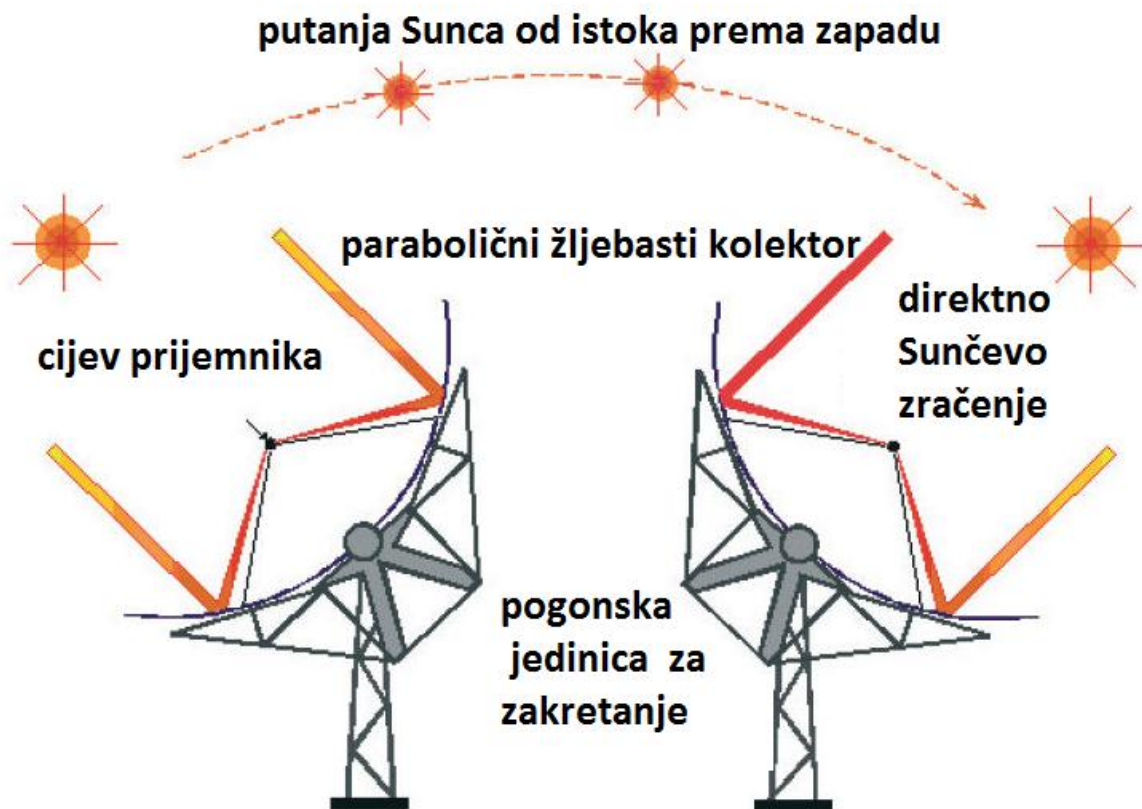 putanja Sunca od istoka prema zapadu
parabolični žljebasti kolektor
cijev prijemnika
direktno
Sunčevo
zračenje
pogonska
jedinica za
zakretanje